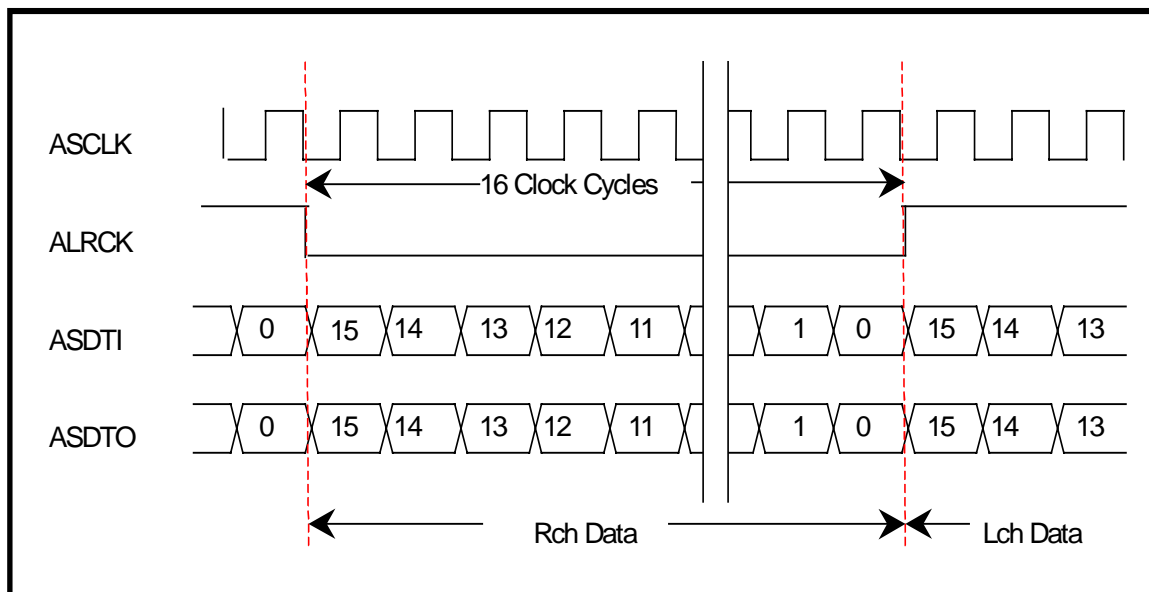 ASCLK
16 Clock Cycles
ALRCK
ASDTI 0 15 14 13 12 11 1 0 15 14 13
ASDTO 0 15 14 13 12 11 1 0 15 14 13
Rch Data Lch Data